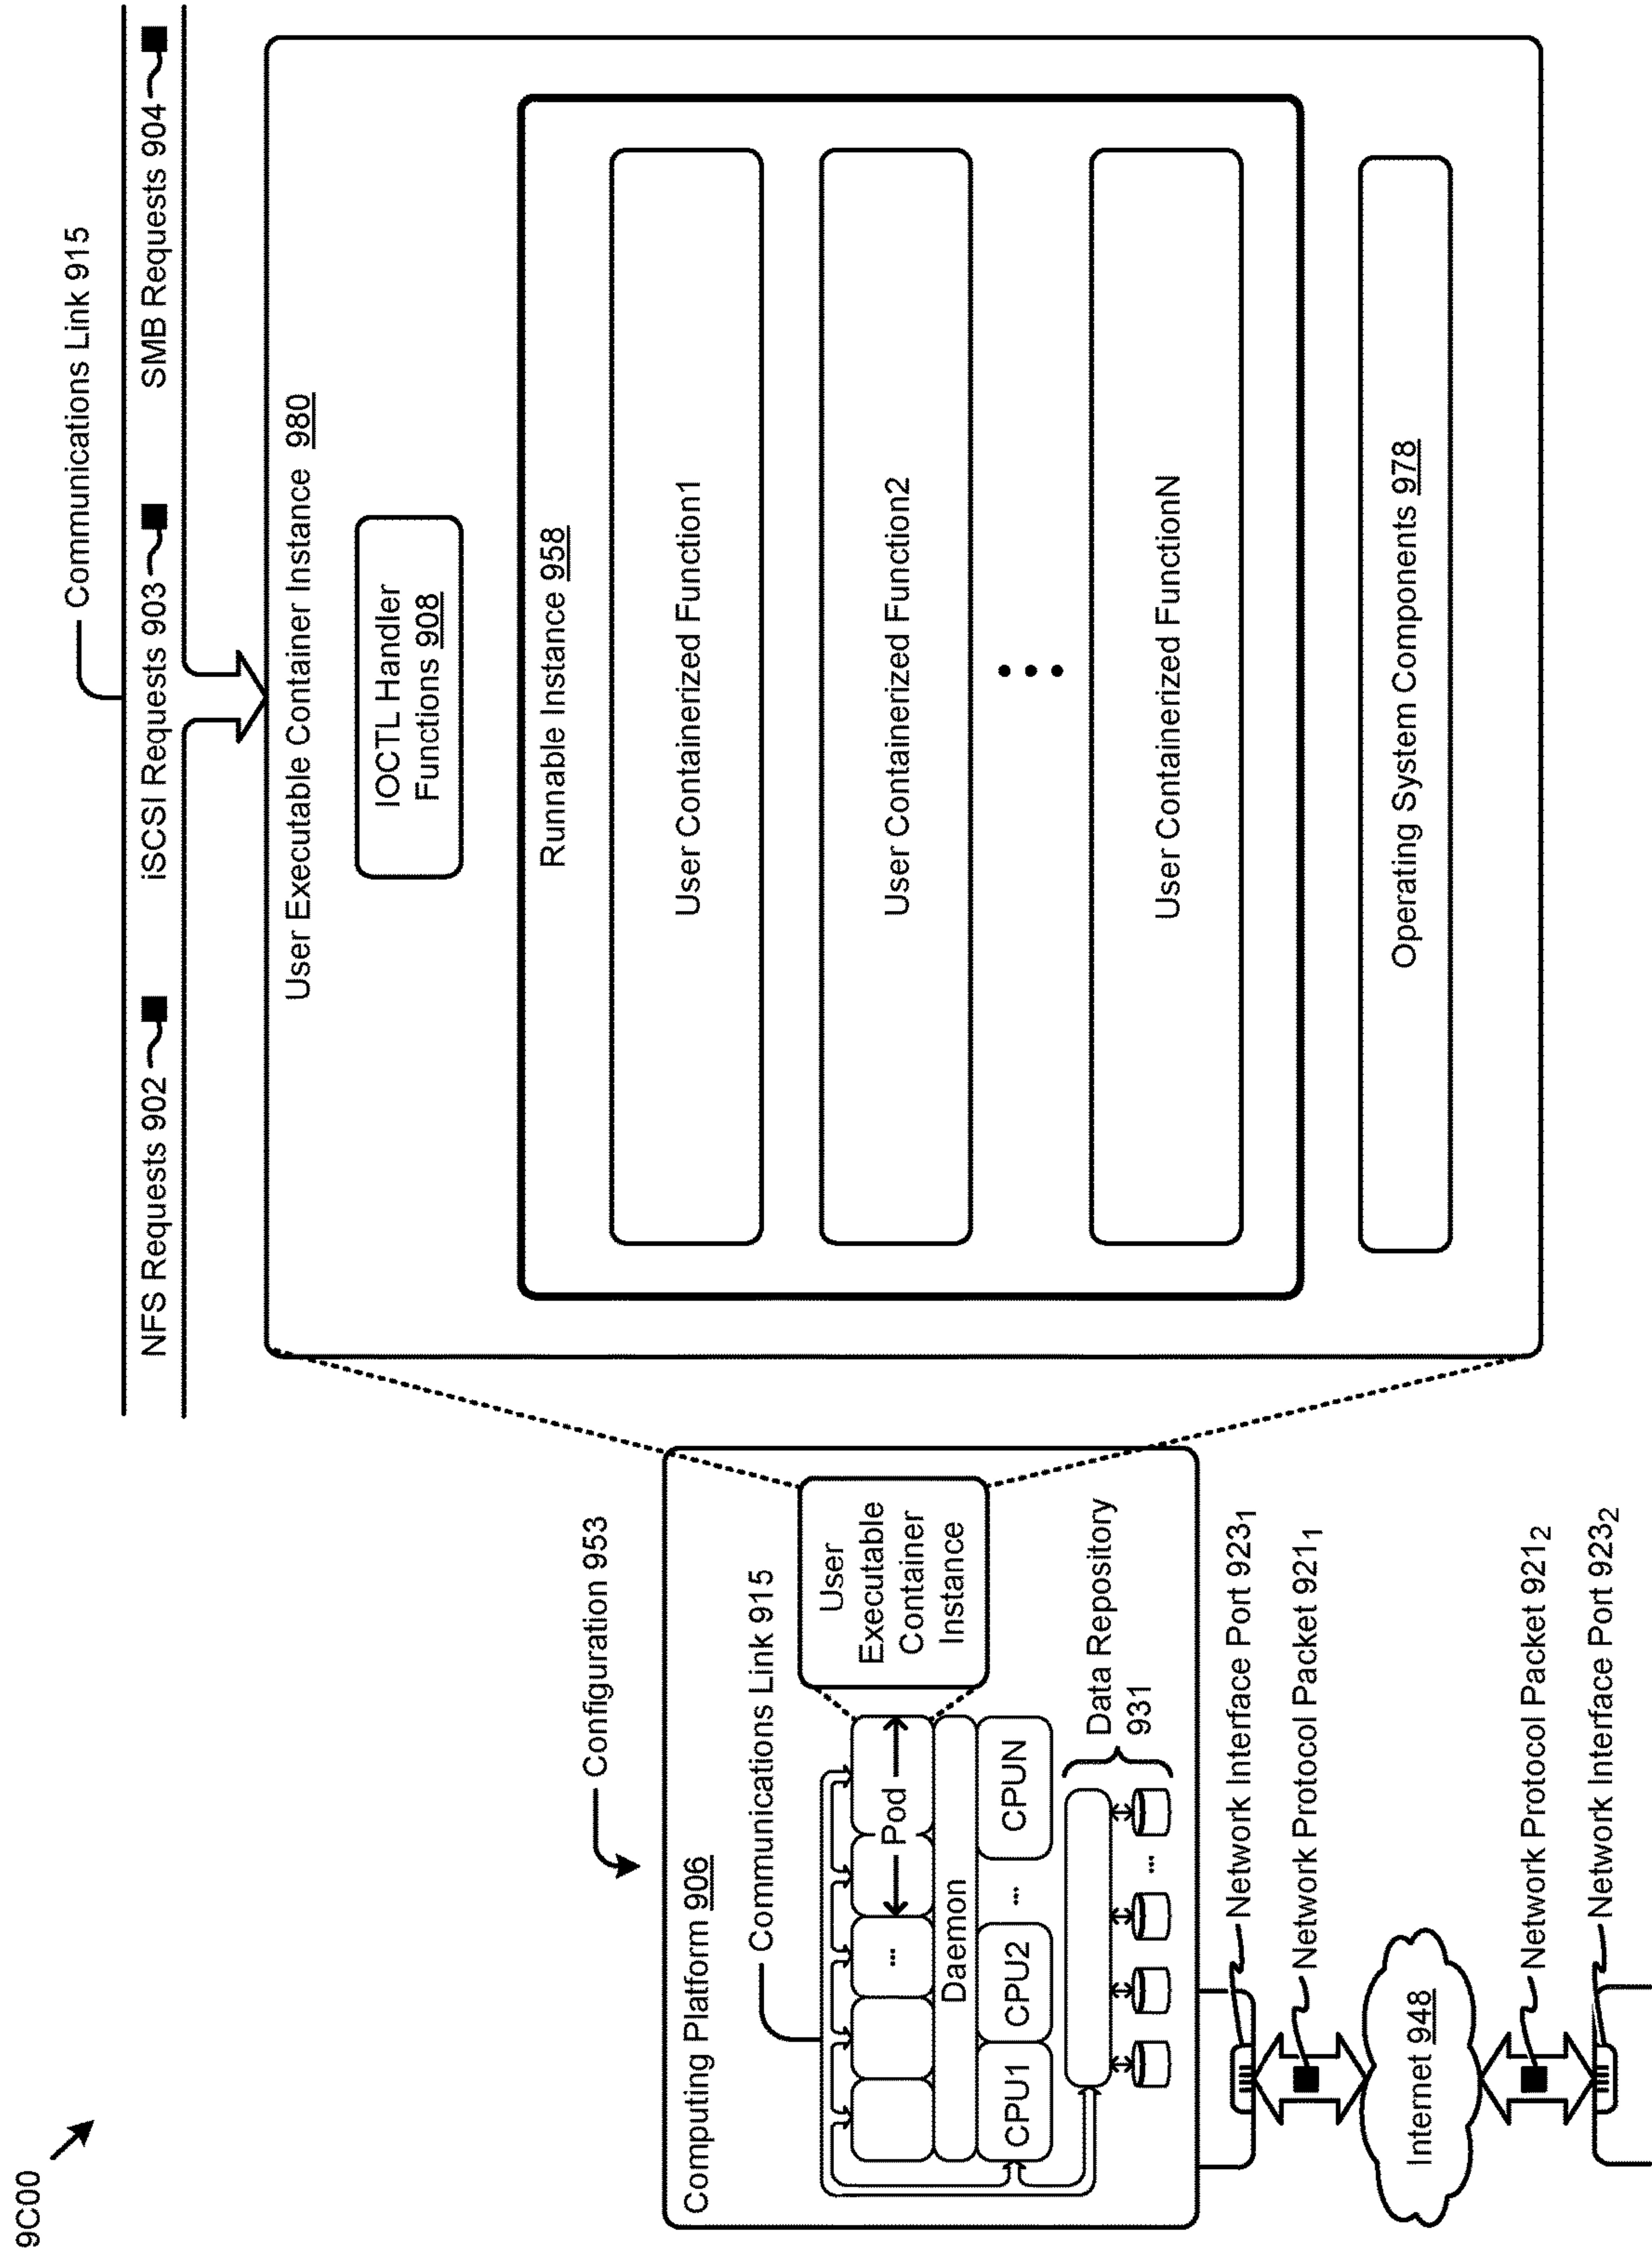 9C00
Communications Link 915
NFS Requests 902
iSCSI Requests 903
SMB Requests 904
Configuration 953
Computing Platform 906
Communications Link 915
Pod
...
Daemon
CPU1
CPU2
...
CPUN
User
Executable
Container
Instance
Data Repository
931
...
Network Interface Port 923₁
Network Protocol Packet 921₁
Internet 948
Network Protocol Packet 921₂
Network Interface Port 923₂
User Executable Container Instance 980
IOCTL Handler
Functions 908
Runnable Instance 958
User Containerized Function1
User Containerized Function2
...
User Containerized FunctionN
Operating System Components 978